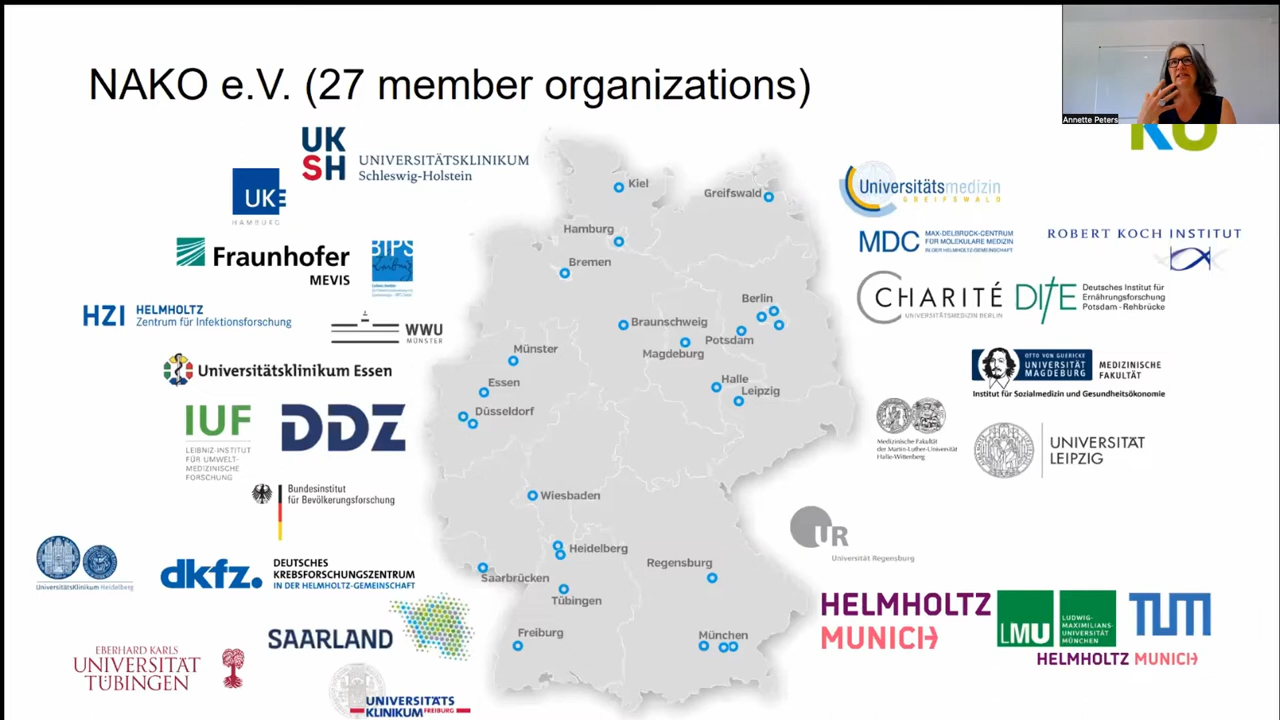 NAKO e.V. (27 member organizations)
Annette Peters
UK
SH
UNIVERSITÄTSKLINIKUM
Schleswig-Holstein
UKE
HAMBURG
Fraunhofer
MEVIS
BIPS
HZI
HELMHOLTZ
Zentrum für Infektionsforschung
WWU
MÜNSTER
Universitätsklinikum Essen
IUF
LEIBNIZ-INSTITUT
FÜR UMWELT-
MEDIZINISCHE
FORSCHUNG
DDZ
Bundesinstitut
für Bevölkerungsforschung
UniversitätsKlinikum Heidelberg
dkfz.
DEUTSCHES
KREBSFORSCHUNGSZENTRUM
IN DER HELMHOLTZ-GEMEINSCHAFT
SAARLAND
EBERHARD KARLS
UNIVERSITÄT
TÜBINGEN
UNIVERSITÄTS
KLINIKUM FREIBURG
Kiel
Greifswald
Hamburg
Bremen
Berlin
Braunschweig
Potsdam
Magdeburg
Münster
Essen
Halle
Leipzig
Düsseldorf
Wiesbaden
Heidelberg
Regensburg
Saarbrücken
Tübingen
Freiburg
München
Universitätsmedizin
GREIFSWALD
MDC
MAX-DELBRÜCK-CENTRUM
FÜR MOLEKULARE MEDIZIN
IN DER HELMHOLTZ-GEMEINSCHAFT
ROBERT KOCH INSTITUT
CHARITÉ
UNIVERSITÄTSMEDIZIN BERLIN
DIfE
Deutsches Institut für
Ernährungsforschung
Potsdam - Rehbrücke
OTTO VON GUERICKE
UNIVERSITÄT
MAGDEBURG
MEDIZINISCHE
FAKULTÄT
Institut für Sozialmedizin und Gesundheitsökonomie
Medizinische Fakultät
der Martin-Luther-Universität
Halle-Wittenberg
UNIVERSITÄT
LEIPZIG
UR
Universität Regensburg
HELMHOLTZ
MUNICH
LMU
LUDWIG-
MAXIMILIANS-
UNIVERSITÄT
MÜNCHEN
TUM
HELMHOLTZ MUNICH